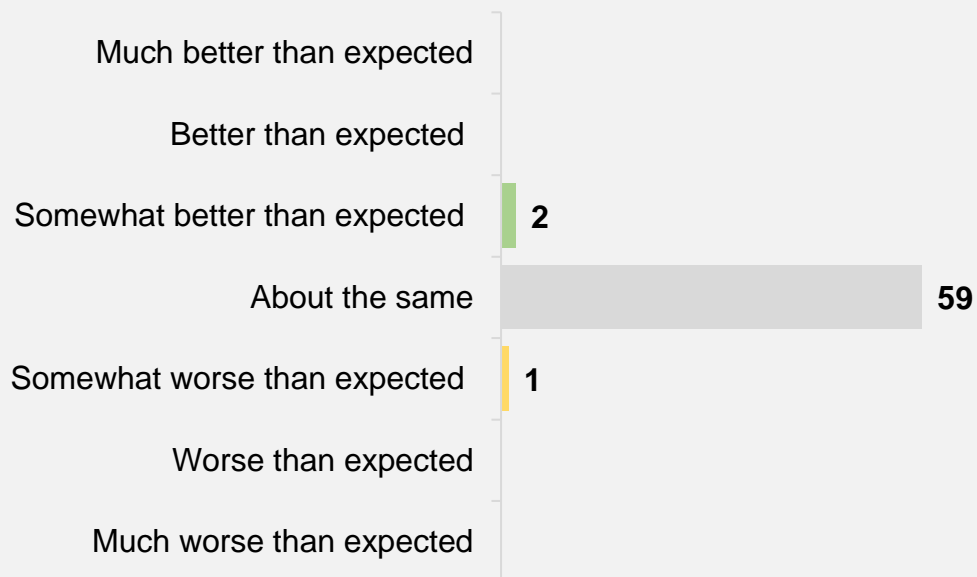 Much better than expected
Better than expected
Somewhat better than expected 2
About the same 59
Somewhat worse than expected 1
Worse than expected
Much worse than expected